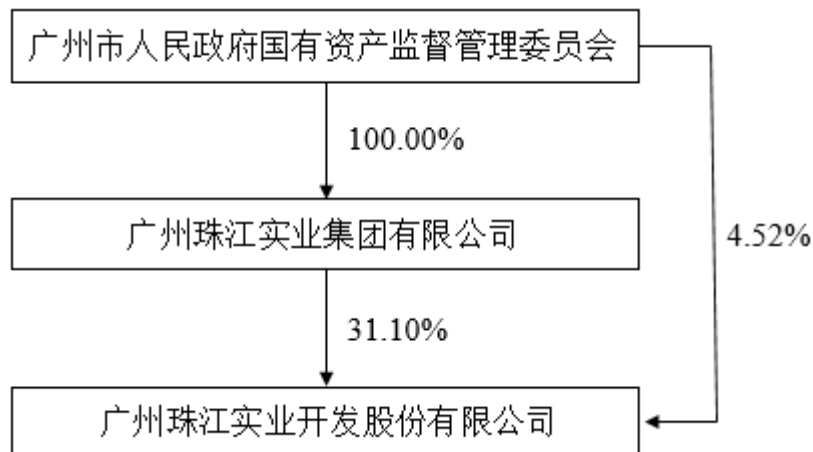 广州市人民政府国有资产监督管理委员会
100.00%
广州珠江实业集团有限公司
4.52%
31.10%
广州珠江实业开发股份有限公司